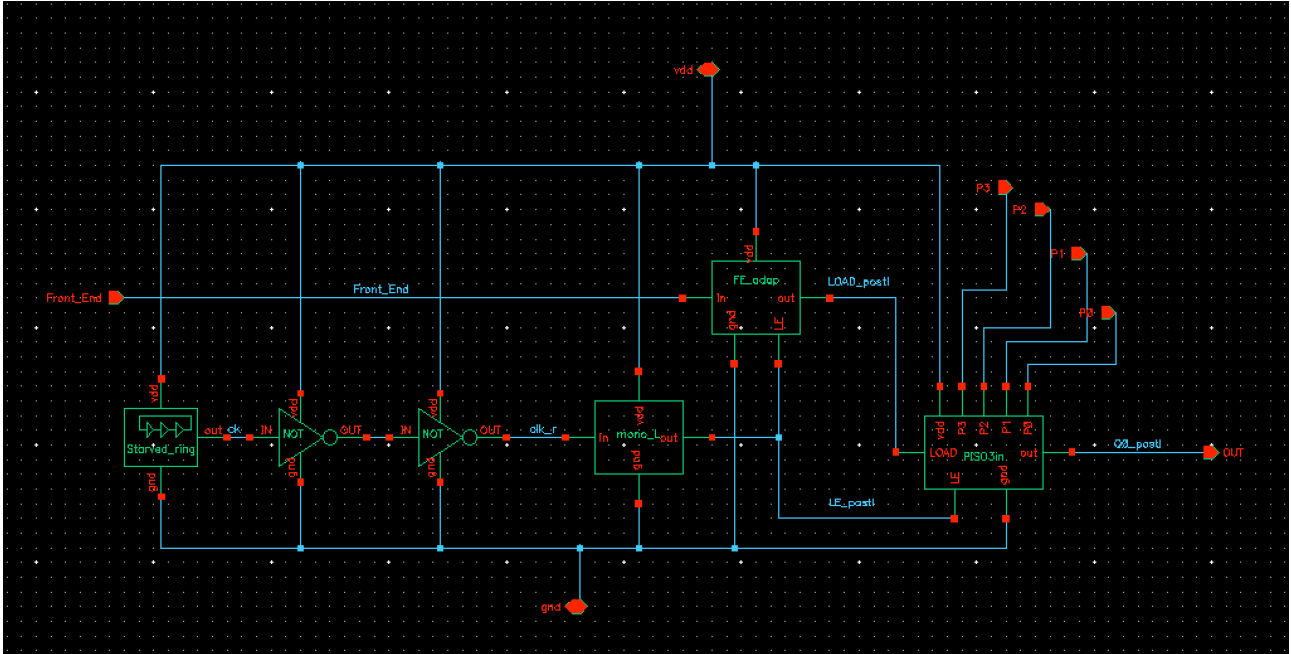 vdd
P3
P2
P1
P0
vdd
FE_adap
In
out
gnd
LE
Front_End
Front_End
LOAD_postl
vdd
Starved_ring
out
gnd
clk
IN
vdd
NOT
gnd
OUT
IN
vdd
NOT
gnd
OUT
clk_r
In
vdd
out
gnd
vdd
P3
P2
P1
P0
LOAD
PISO3in
out
LE
gnd
Q0_postl
OUT
LE_postl
gnd